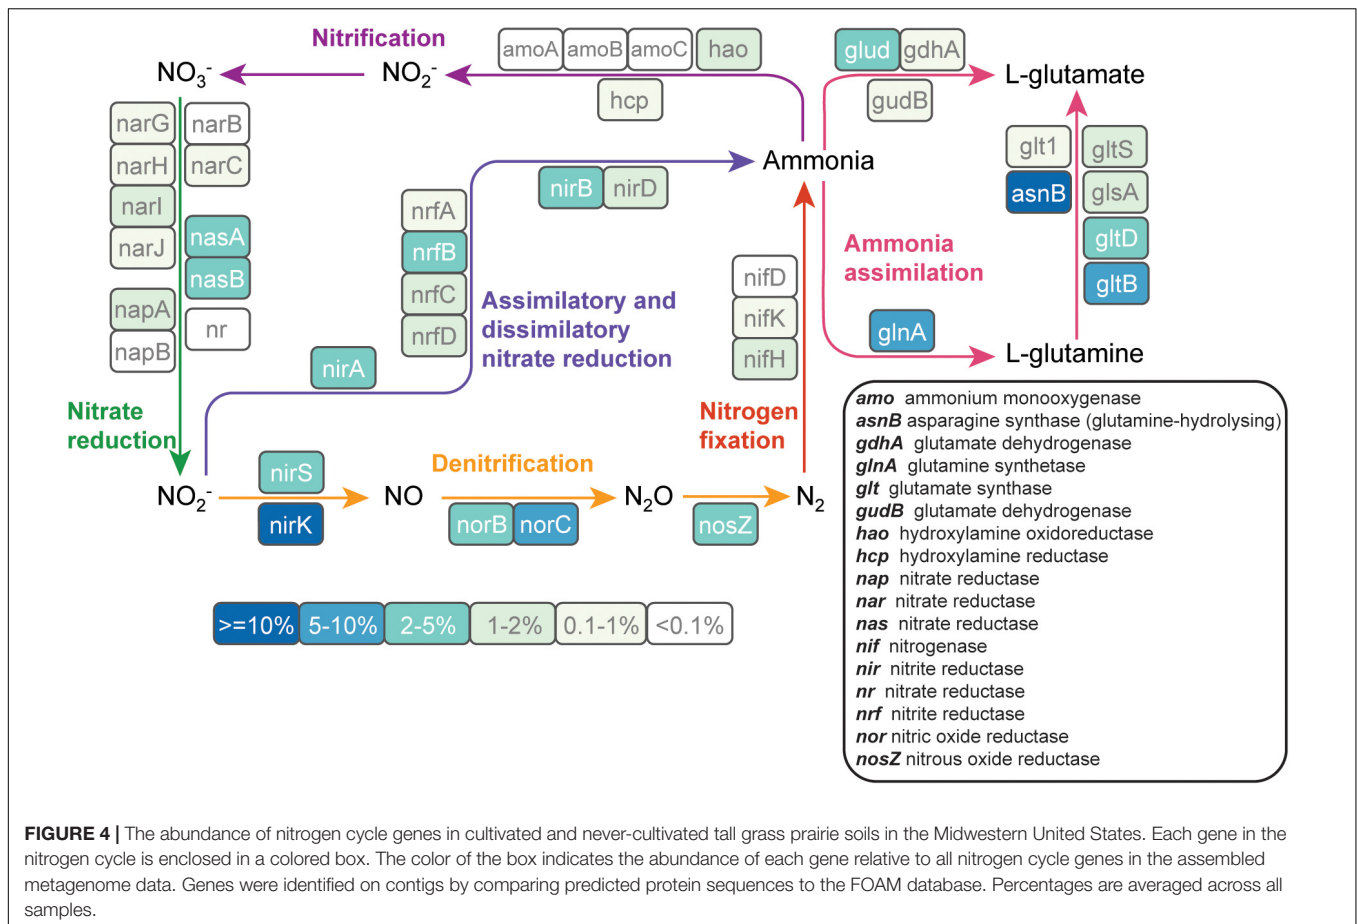 Nitrification
amoA amoB amoC hao
glud gdhA
NO3-
NO2-
L-glutamate
hcp
gudB
narG narB
narH narC
narI
narJ
nasA
nasB
napA
napB
nr
Ammonia
nirB nirD
nrfA
nrfB
nrfC
nrfD
glt1 gltS
asnB glsA
gltD
gltB
Ammonia
assimilation
nifD
nifK
nifH
Assimilatory and
dissimilatory
nitrate reduction
nirA
glnA
L-glutamine
Nitrate
reduction
Nitrogen
fixation
Denitrification
nirS
NO2-
NO
N2O
N2
nirK
norB norC
nosZ
>=10% 5-10% 2-5% 1-2% 0.1-1% <0.1%
amo ammonium monooxygenase
asnB asparagine synthase (glutamine-hydrolysing)
gdhA glutamate dehydrogenase
glnA glutamine synthetase
glt glutamate synthase
gudB glutamate dehydrogenase
hao hydroxylamine oxidoreductase
hcp hydroxylamine reductase
nap nitrate reductase
nar nitrate reductase
nas nitrate reductase
nif nitrogenase
nir nitrite reductase
nr nitrate reductase
nrf nitrite reductase
nor nitric oxide reductase
nosZ nitrous oxide reductase
FIGURE 4 | The abundance of nitrogen cycle genes in cultivated and never-cultivated tall grass prairie soils in the Midwestern United States. Each gene in the
nitrogen cycle is enclosed in a colored box. The color of the box indicates the abundance of each gene relative to all nitrogen cycle genes in the assembled
metagenome data. Genes were identified on contigs by comparing predicted protein sequences to the FOAM database. Percentages are averaged across all
samples.